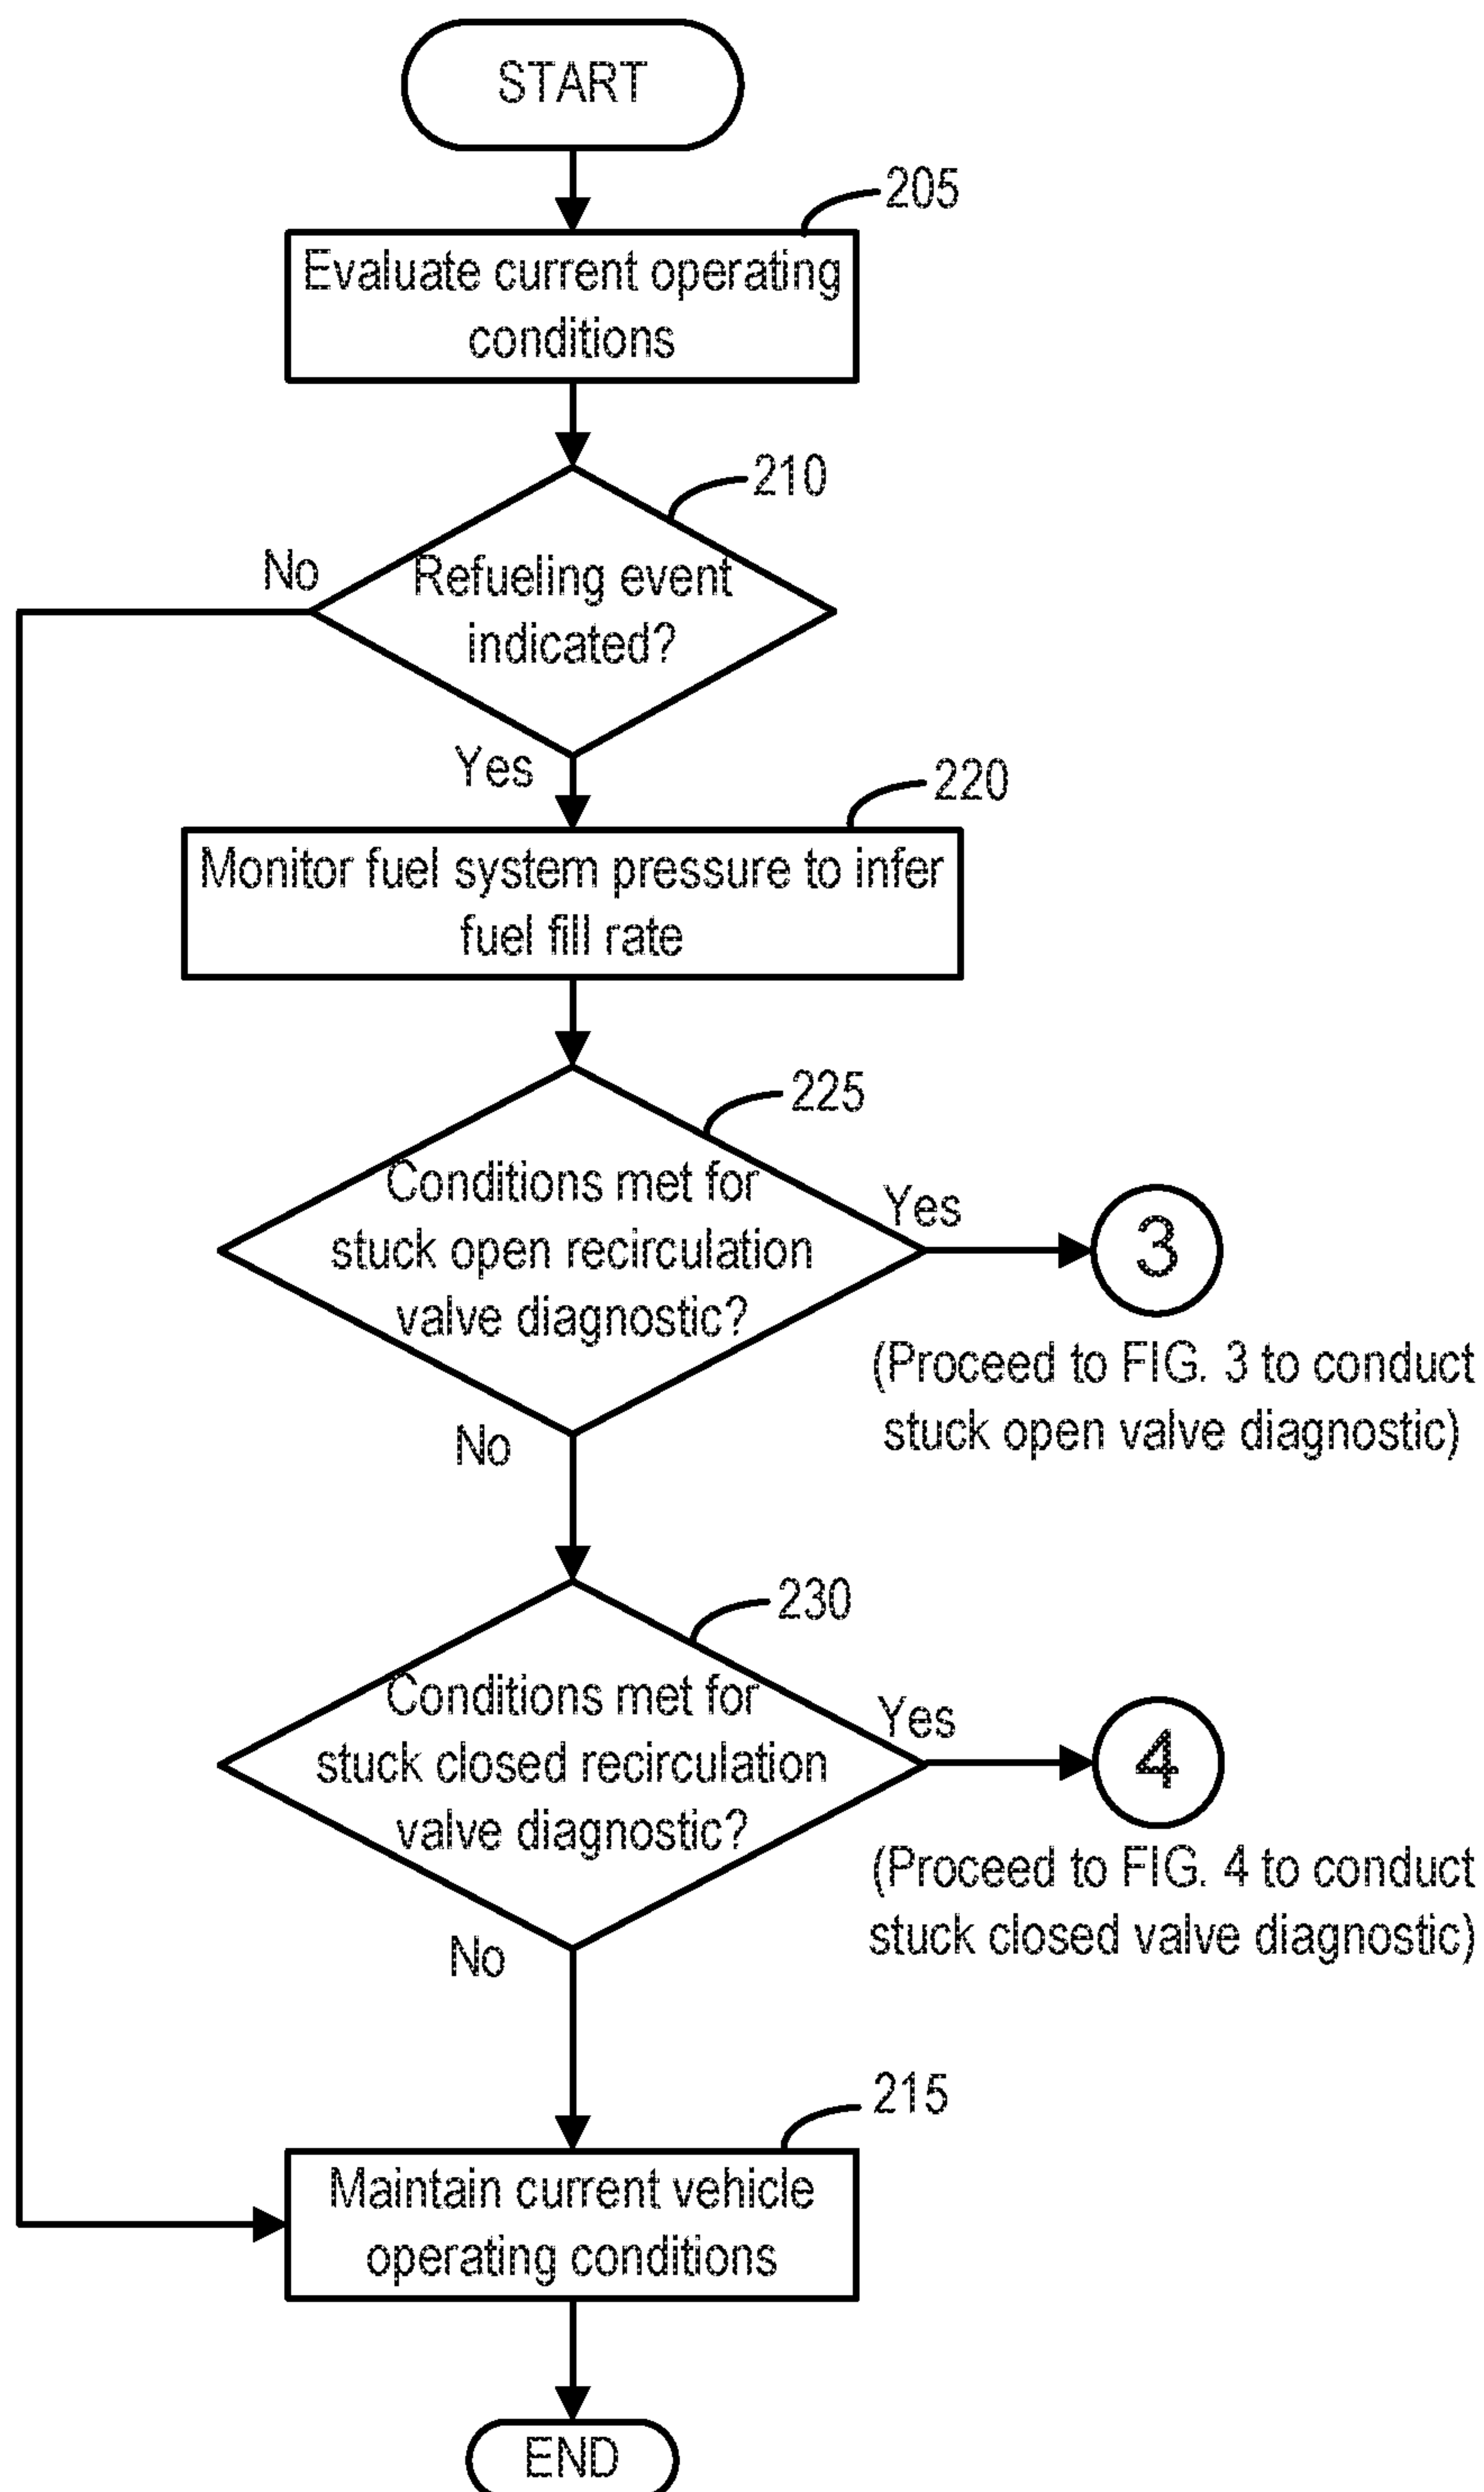 START
205
Evaluate current operating
conditions
210
No
Refueling event
indicated?
Yes
220
Monitor fuel system pressure to infer
fuel fill rate
225
Conditions met for
stuck open recirculation
valve diagnostic?
Yes
3
(Proceed to FIG. 3 to conduct
stuck open valve diagnostic)
No
230
Conditions met for
stuck closed recirculation
valve diagnostic?
Yes
4
(Proceed to FIG. 4 to conduct
stuck closed valve diagnostic)
No
215
Maintain current vehicle
operating conditions
END